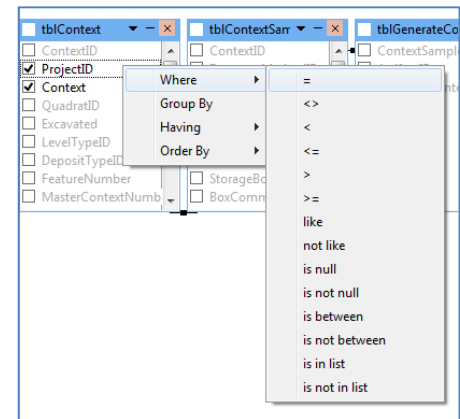 tblContext
ContextID
ProjectID
Context
QuadratID
Excavated
LevelTypeID
DepositTypeID
FeatureNumber
MasterContextNumb
tblContextSam
ContextID
StorageBo
BoxComm
tblGenerateCo
ContextSample
Where
Group By
Having
Order By
=
<>
<
<=
>
>=
like
not like
is null
is not null
is between
is not between
is in list
is not in list